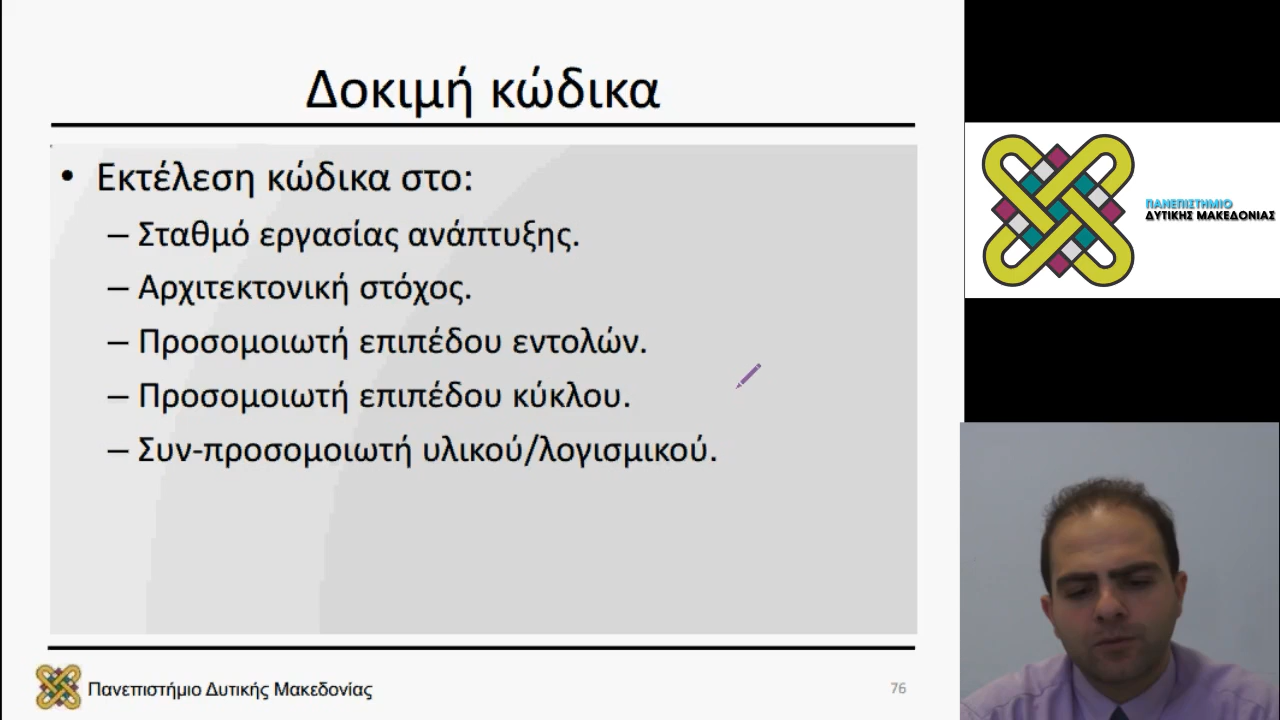 Δοκιμή κώδικα
• Εκτέλεση κώδικα στο:
– Σταθμό εργασίας ανάπτυξης.
– Αρχιτεκτονική στόχος.
– Προσομοιωτή επιπέδου εντολών.
– Προσομοιωτή επιπέδου κύκλου.
– Συν-προσομοιωτή υλικού/λογισμικού.
Πανεπιστήμιο Δυτικής Μακεδονίας
76
ΠΑΝΕΠΙΣΤΗΜΙΟ
ΔΥΤΙΚΗΣ ΜΑΚΕΔΟΝΙΑΣ